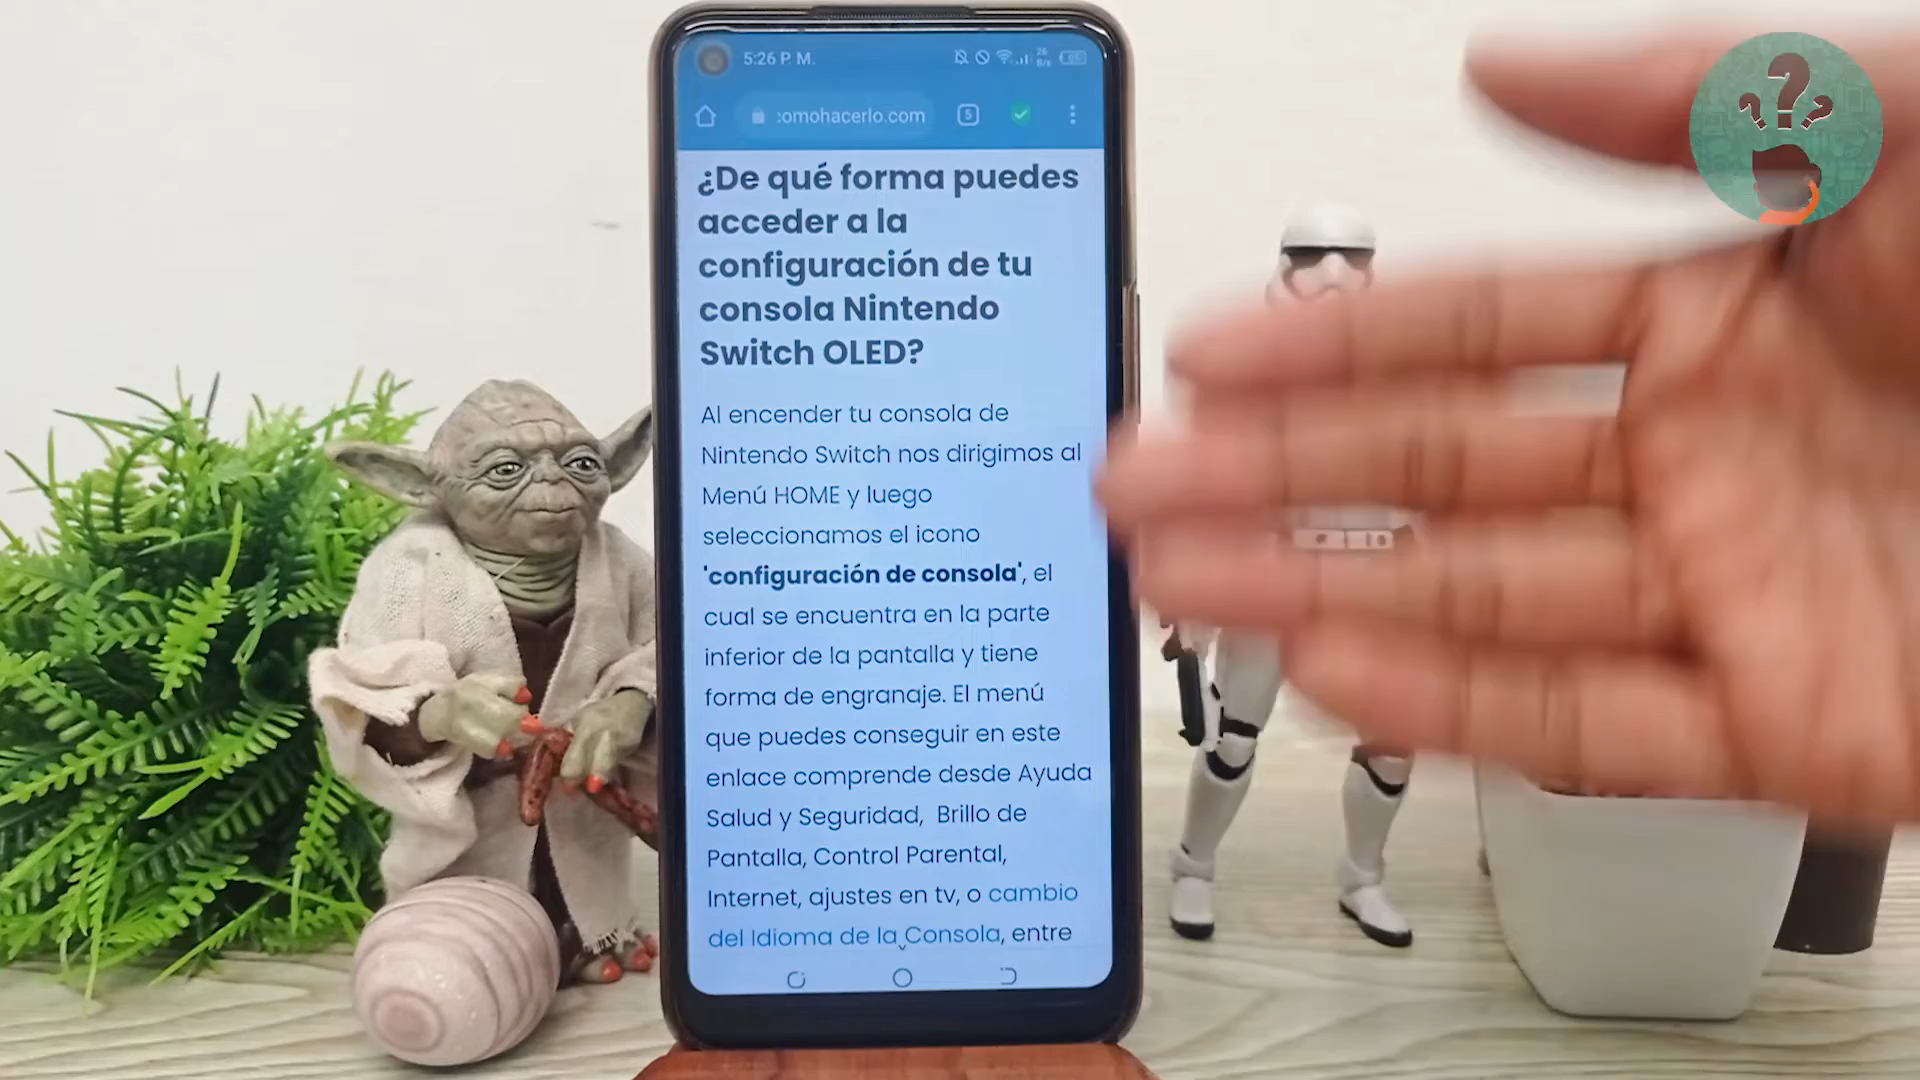 5:26 P. M.
26
B/s
:omohacerlo.com
5
¿De qué forma puedes
acceder a la
configuración de tu
consola Nintendo
Switch OLED?
Al encender tu consola de
Nintendo Switch nos dirigimos al
Menú HOME y luego
seleccionamos el icono
'configuración de consola', el
cual se encuentra en la parte
inferior de la pantalla y tiene
forma de engranaje. El menú
que puedes conseguir en este
enlace comprende desde Ayuda
Salud y Seguridad, Brillo de
Pantalla, Control Parental,
Internet, ajustes en tv, o cambio
del Idioma de la Consola, entre